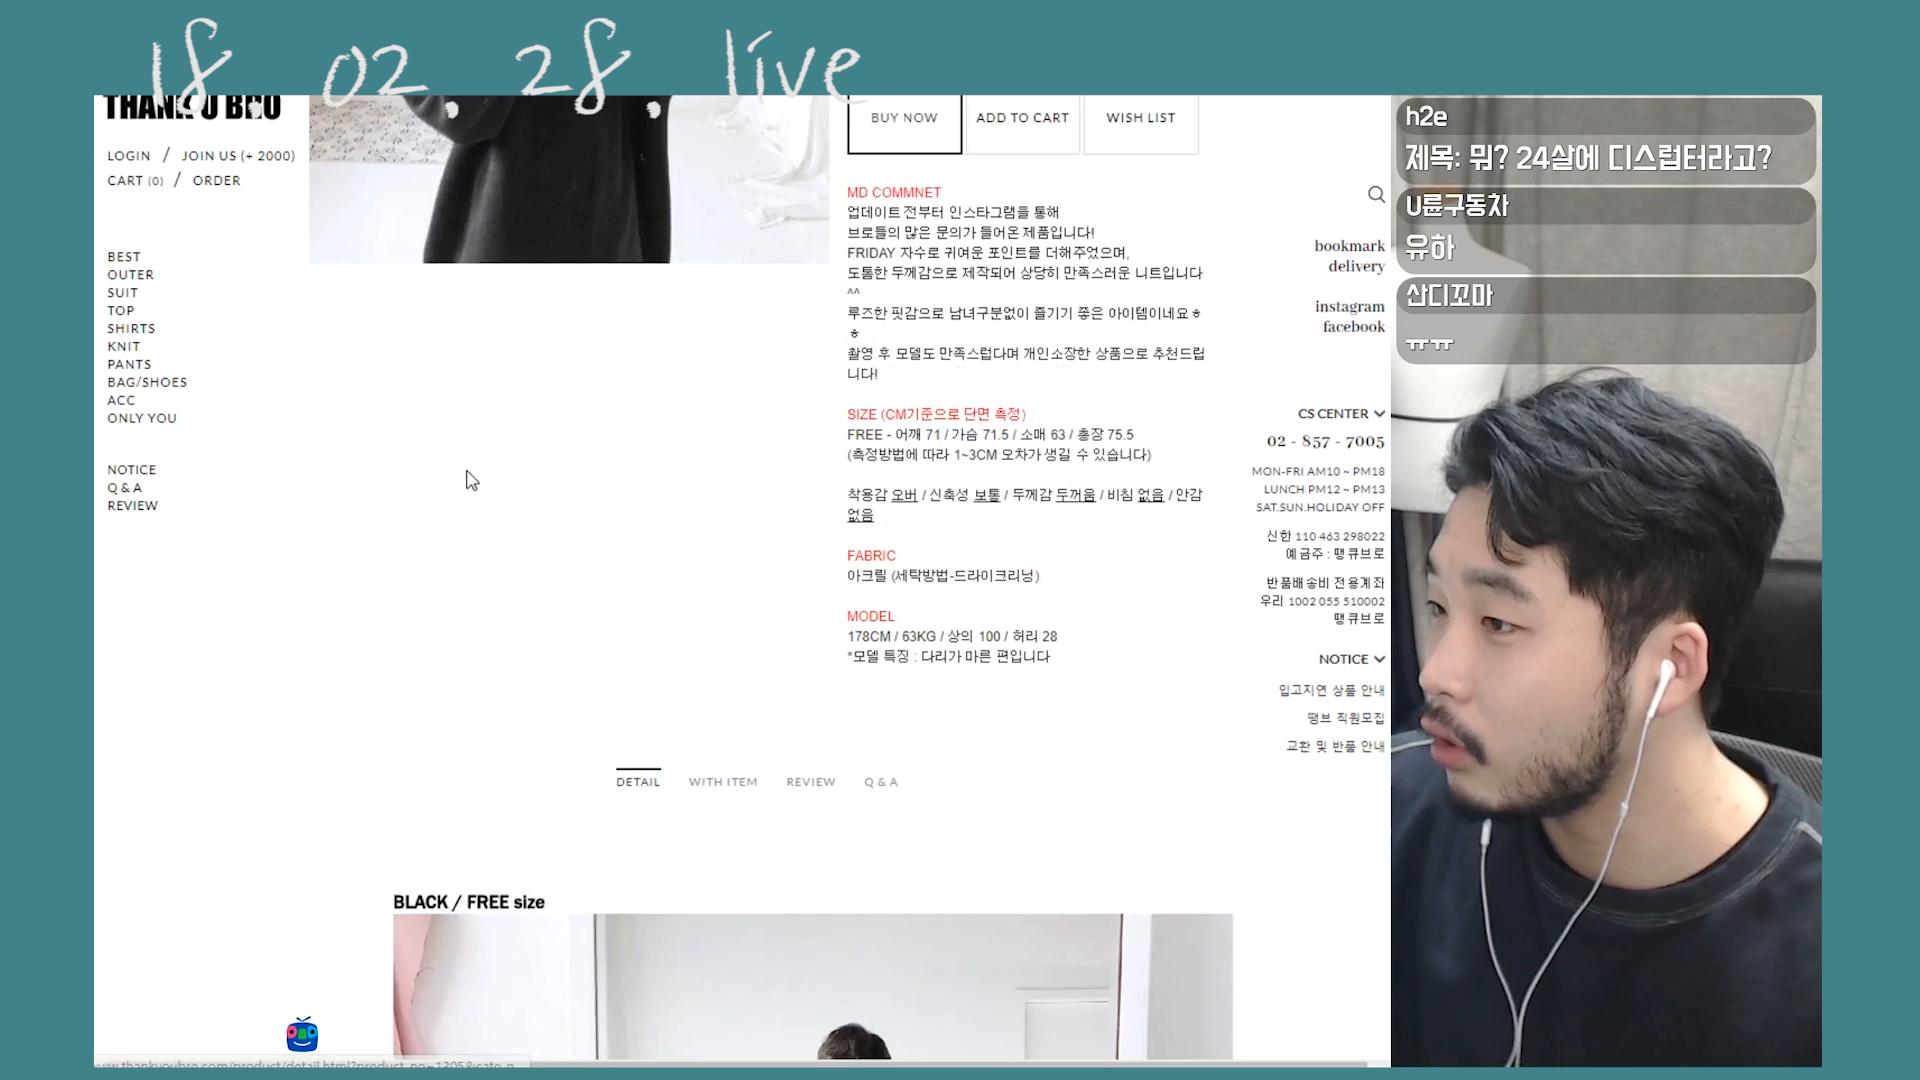 18. 02. 28. live
THANK U BRO
LOGIN / JOIN US (+ 2000)
CART (0) / ORDER
BEST
OUTER
SUIT
TOP
SHIRTS
KNIT
PANTS
BAG/SHOES
ACC
ONLY YOU
NOTICE
Q & A
REVIEW
BUY NOW
ADD TO CART
WISH LIST
MD COMMNET
업데이트 전부터 인스타그램을 통해
브로들의 많은 문의가 들어온 제품입니다!
FRIDAY 자수로 귀여운 포인트를 더해주었으며,
도톰한 두께감으로 제작되어 상당히 만족스러운 니트입니다
^^
루즈한 핏감으로 남녀구분없이 즐기기 좋은 아이템이네요ㅎ
ㅎ
촬영 후 모델도 만족스럽다며 개인소장한 상품으로 추천드립
니다!
SIZE (CM기준으로 단면 측정)
FREE - 어깨 71 / 가슴 71.5 / 소매 63 / 총장 75.5
(측정방법에 따라 1~3CM 오차가 생길 수 있습니다)
착용감 오버 / 신축성 보통 / 두께감 두꺼움 / 비침 없음 / 안감
없음
FABRIC
아크릴 (세탁방법-드라이크리닝)
MODEL
178CM / 63KG / 상의 100 / 허리 28
*모델 특징 : 다리가 마른 편입니다
bookmark
delivery
instagram
facebook
CS CENTER
02 - 857 - 7005
MON-FRI AM10 ~ PM18
LUNCH PM12 ~ PM13
SAT.SUN.HOLIDAY OFF
신한 110 463 298022
예금주 : 땡큐브로
반품배송비 전용계좌
우리 1002 055 510002
땡큐브로
NOTICE
입고지연 상품 안내
땡브 직원모집
교환 및 반품 안내
DETAIL
WITH ITEM
REVIEW
Q & A
BLACK / FREE size
h2e
제목: 뭐? 24살에 디스럽터라고?
U륜구동차
유하
산디꼬마
ㅠㅠ